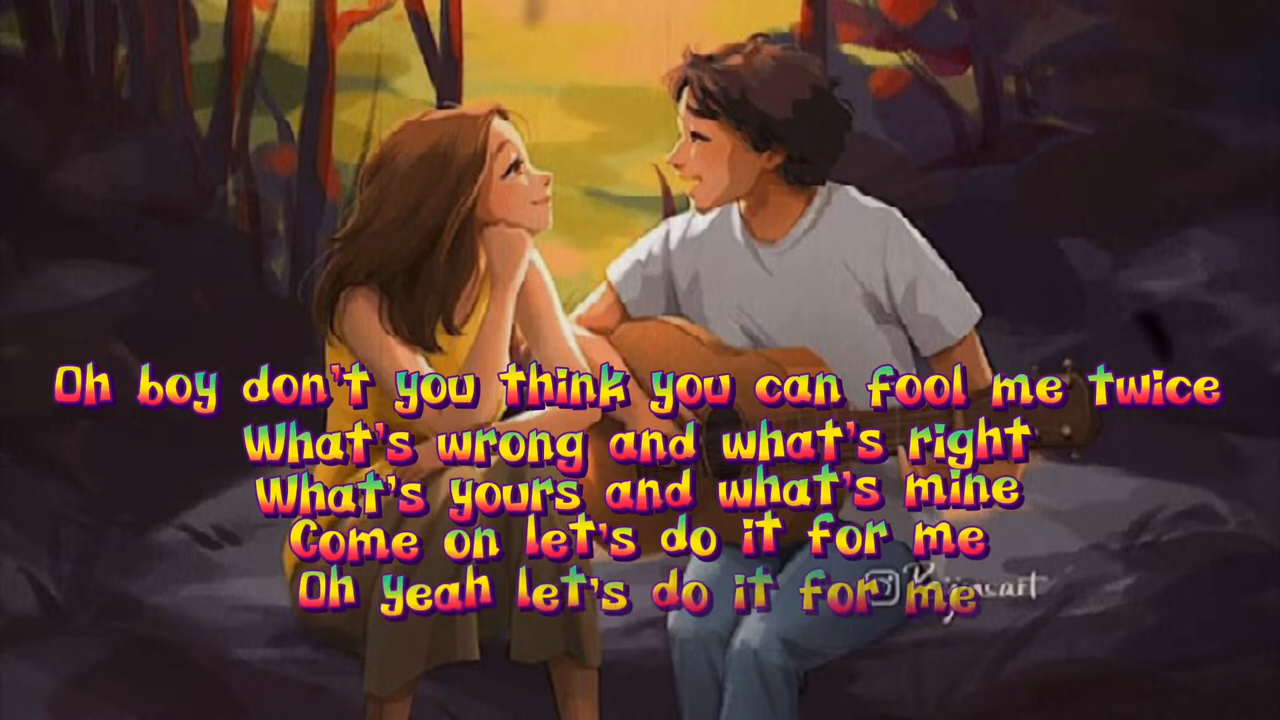 Oh boy don't you think you can fool me twice
What's wrong and what's right
What's yours and what's mine
Come on let's do it for me
Oh yeah let's do it for me